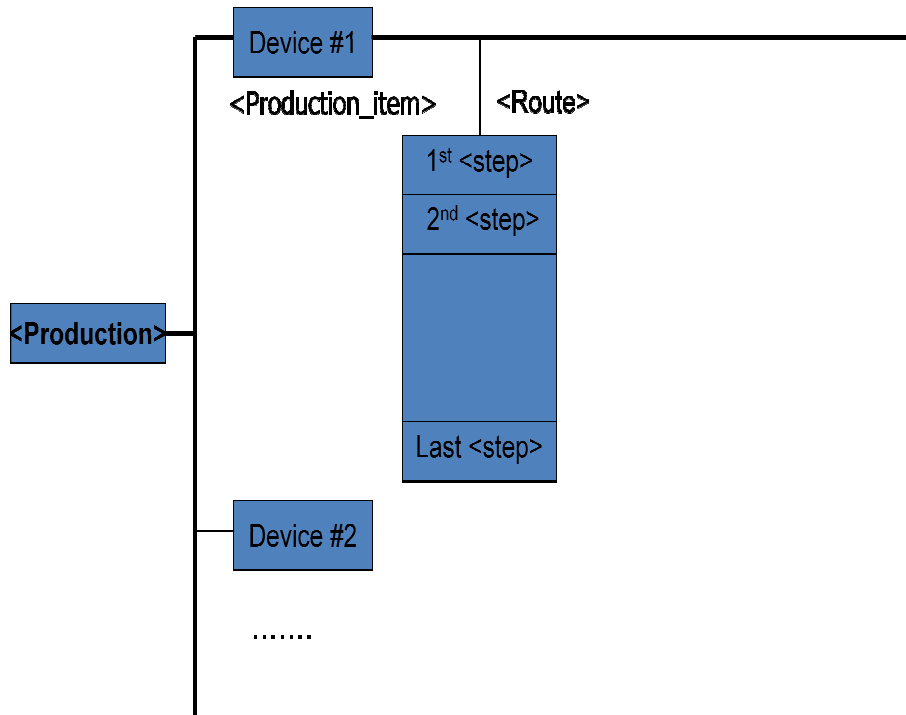 Device #1
<Production_item>
<Route>
1st <step>
2nd <step>
<Production>
Last <step>
Device #2
.......